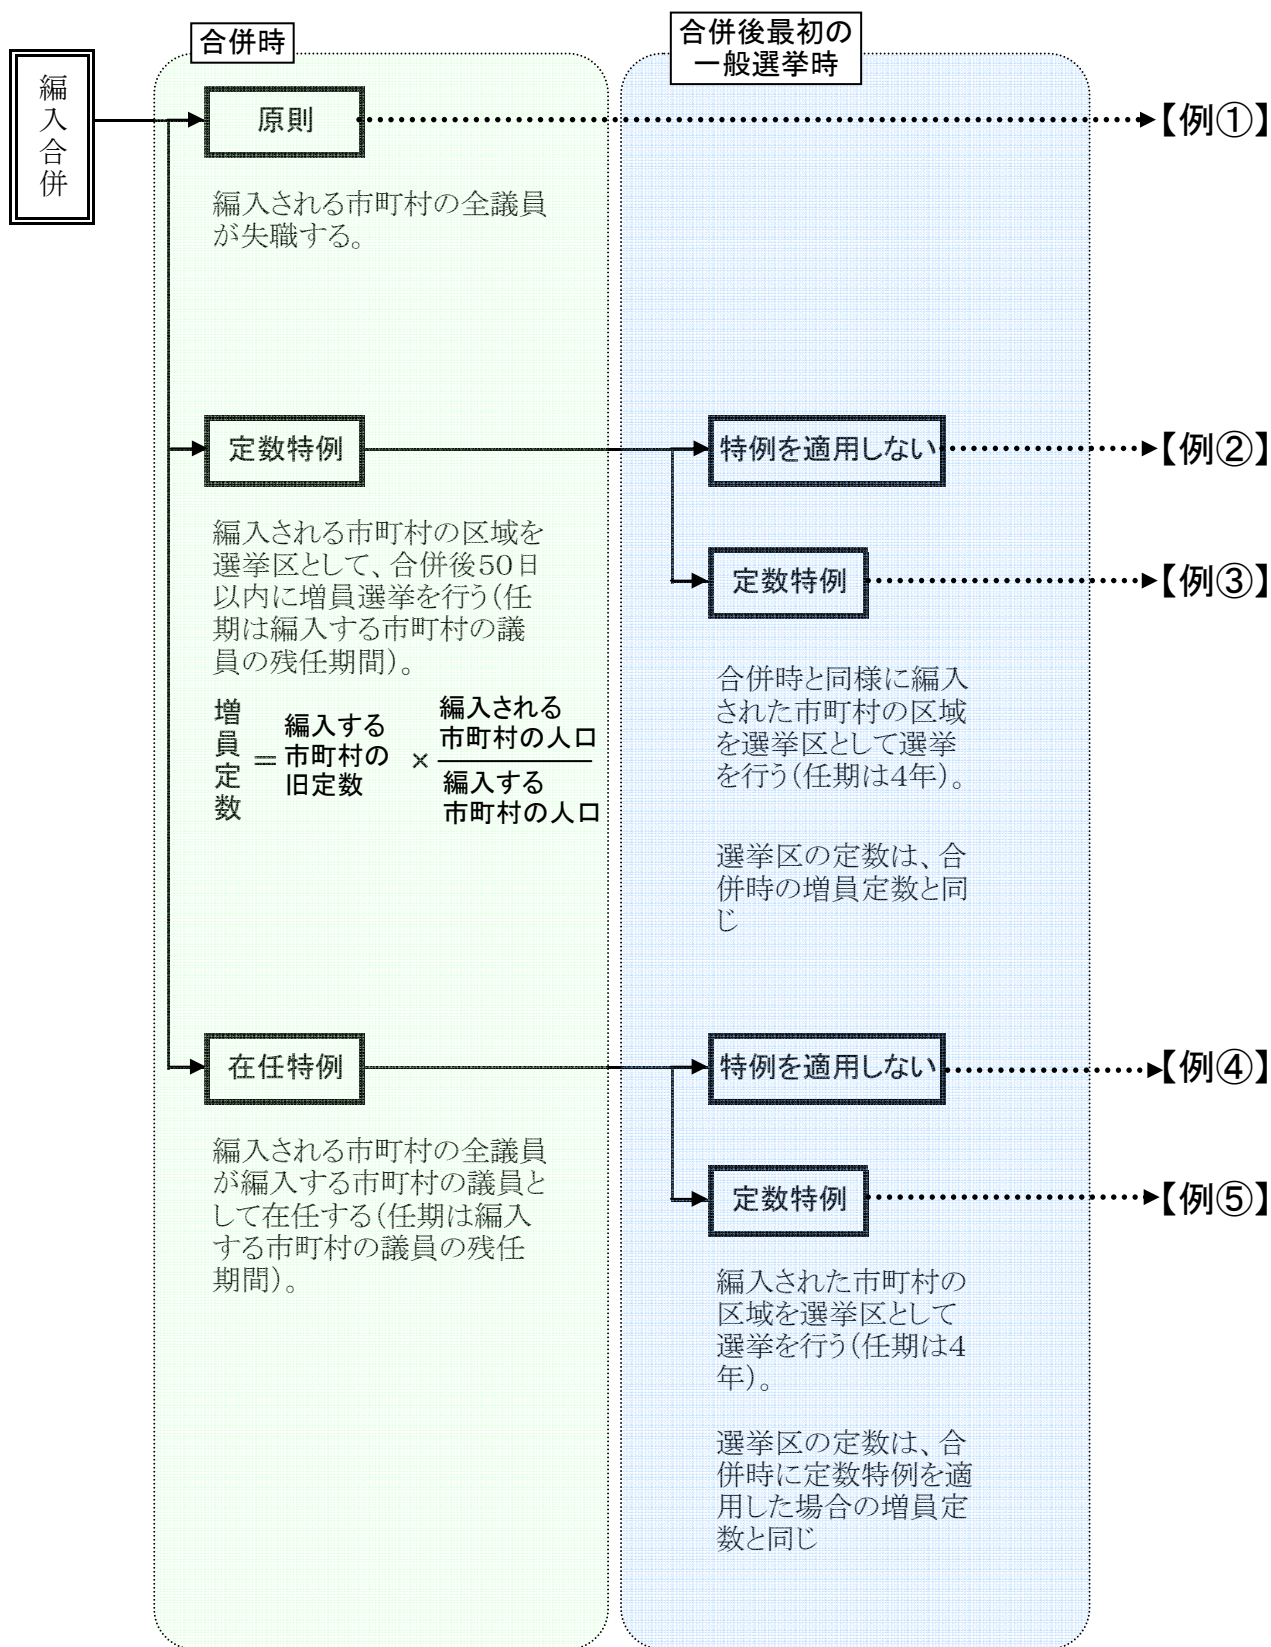 合併時
合併後最初の
一般選挙時
編入合併
原則
【例①】
編入される市町村の全議員
が失職する。
定数特例
特例を適用しない
【例②】
編入される市町村の区域を
選挙区として、合併後50日
以内に増員選挙を行う(任
期は編入する市町村の議
員の残任期間)。
増員定数
=
編入する
市町村の
旧定数
×
編入される
市町村の人口
編入する
市町村の人口
定数特例
【例③】
合併時と同様に編入
された市町村の区域
を選挙区として選挙
を行う(任期は4年)。
選挙区の定数は、合
併時の増員定数と同
じ
在任特例
特例を適用しない
【例④】
編入される市町村の全議員
が編入する市町村の議員と
して在任する(任期は編入
する市町村の議員の残任
期間)。
定数特例
【例⑤】
編入された市町村の
区域を選挙区として
選挙を行う(任期は4
年)。
選挙区の定数は、合
併時に定数特例を適
用した場合の増員定
数と同じ